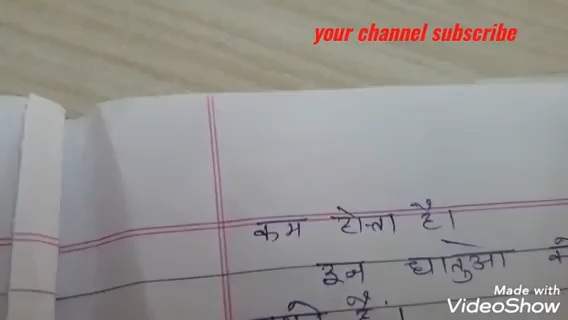 your channel subscribe
कम होता है।
इन धातुओ
है।
Made with
VideoShow